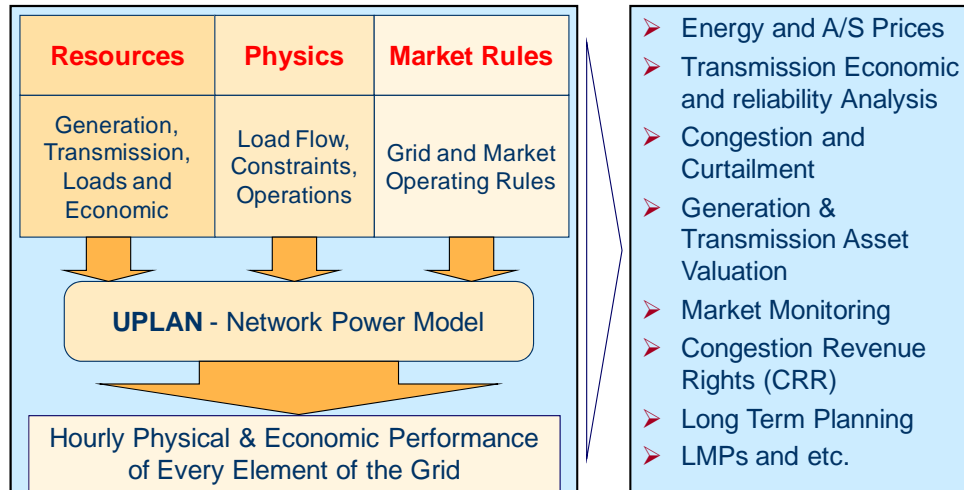 Resources
Physics
Market Rules
Generation,
Transmission,
Loads and
Economic
Load Flow,
Constraints,
Operations
Grid and Market
Operating Rules
UPLAN - Network Power Model
Hourly Physical & Economic Performance
of Every Element of the Grid
Energy and A/S Prices
Transmission Economic
and reliability Analysis
Congestion and
Curtailment
Generation &
Transmission Asset
Valuation
Market Monitoring
Congestion Revenue
Rights (CRR)
Long Term Planning
LMPs and etc.